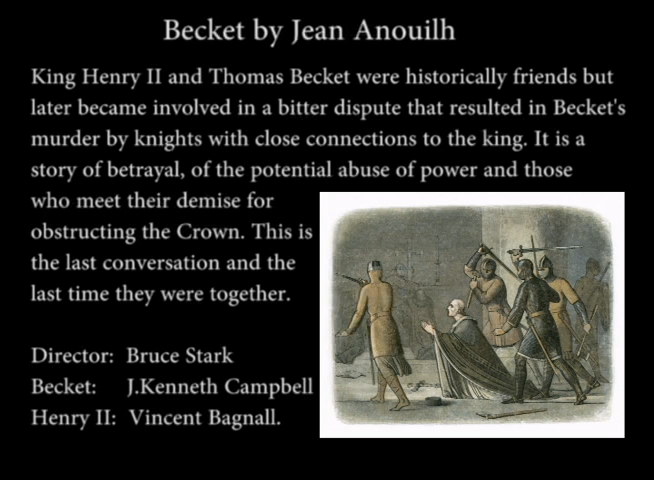 Becket by Jean Anouilh
King Henry II and Thomas Becket were historically friends but
later became involved in a bitter dispute that resulted in Becket's
murder by knights with close connections to the king. It is a
story of betrayal, of the potential abuse of power and those
who meet their demise for
obstructing the Crown. This is
the last conversation and the
last time they were together.
Director: Bruce Stark
Becket: J.Kenneth Campbell
Henry II: Vincent Bagnall.